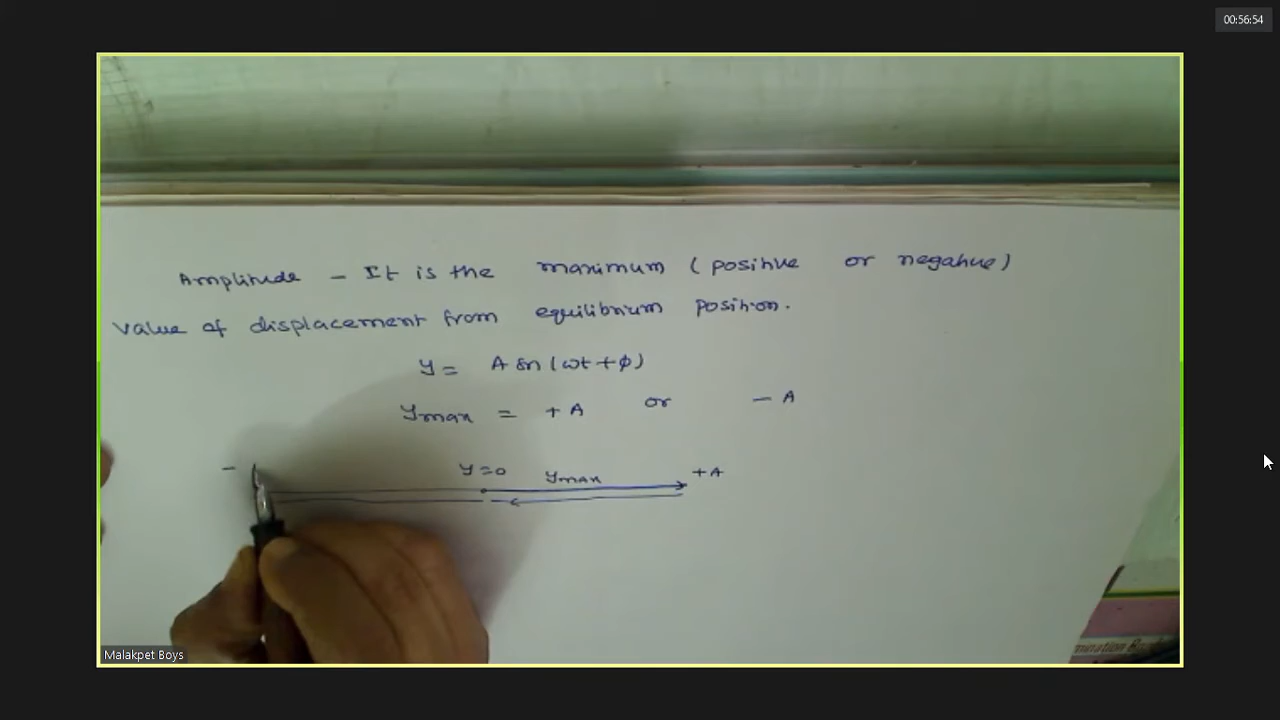 00:56:54
Amplitude - It is the maximum (positive or negative)
value of displacement from equilibrium position.
y = A sin(ωt+ϕ)
Ymax = +A or - A
- y=0 Ymax +A
Malakpet Boys